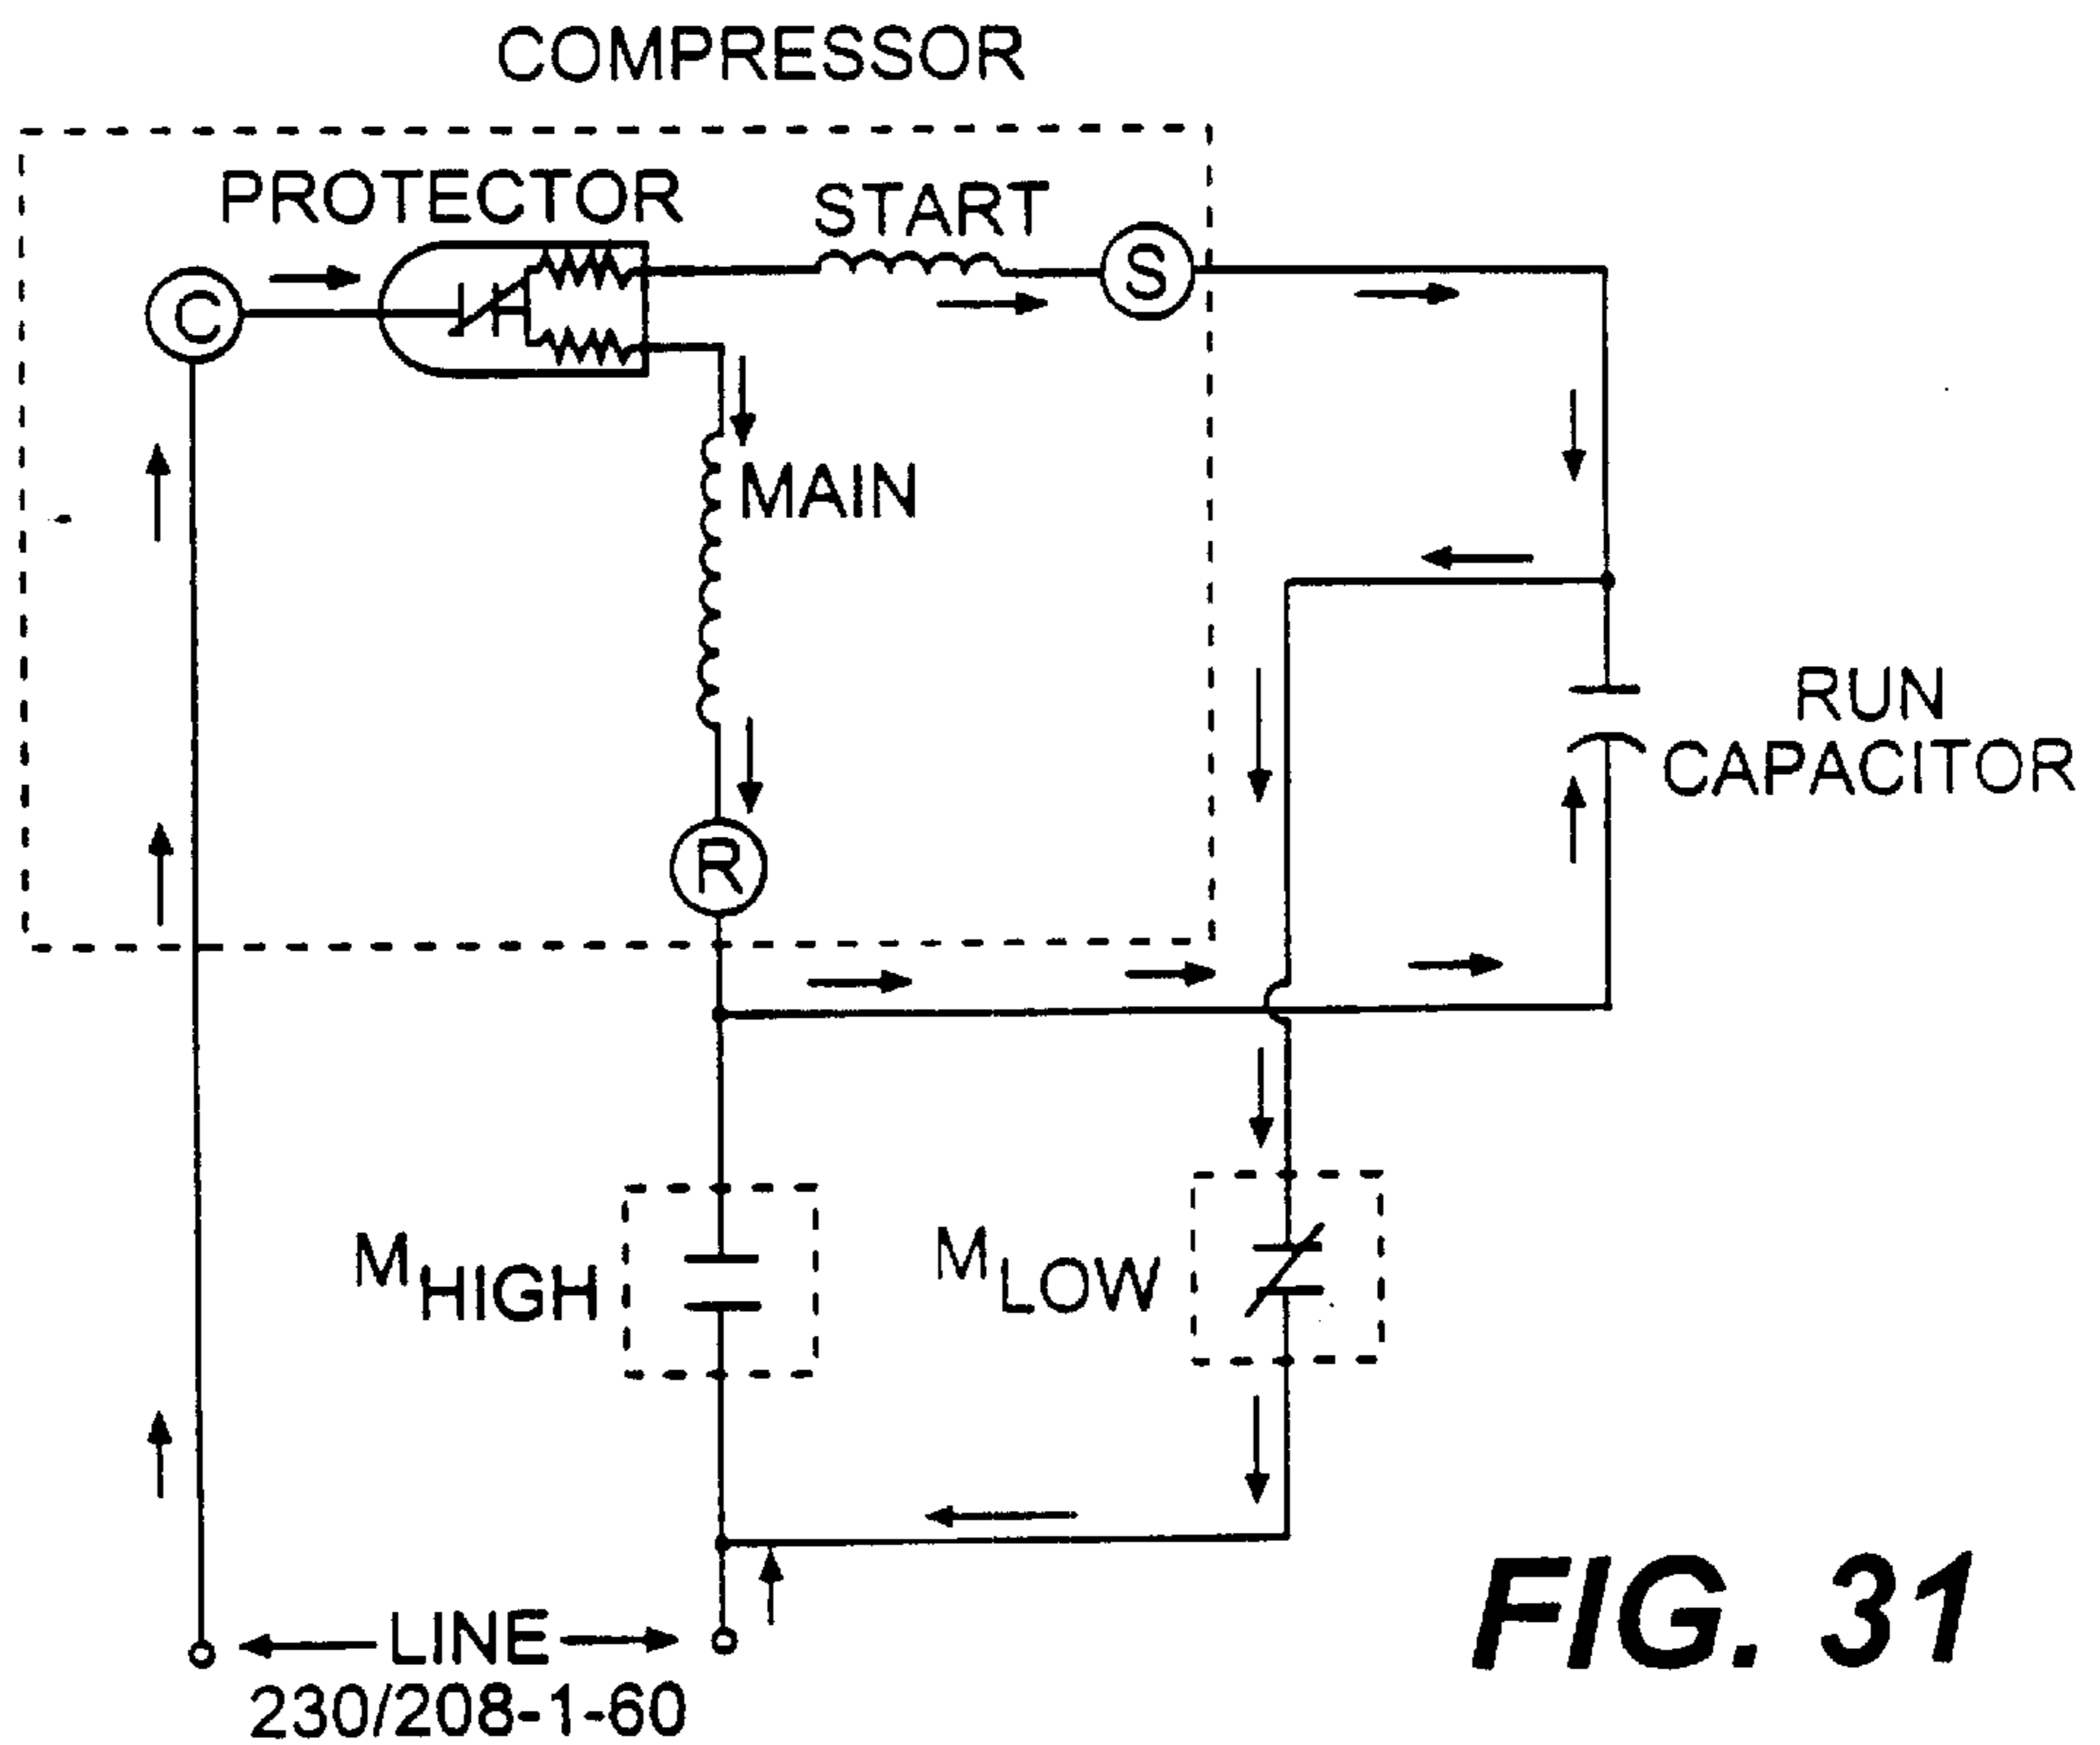 COMPRESSOR
PROTECTOR
START
C
S
MAIN
RUN
CAPACITOR
R
M HIGH
M LOW
LINE
230/208-1-60
FIG. 31